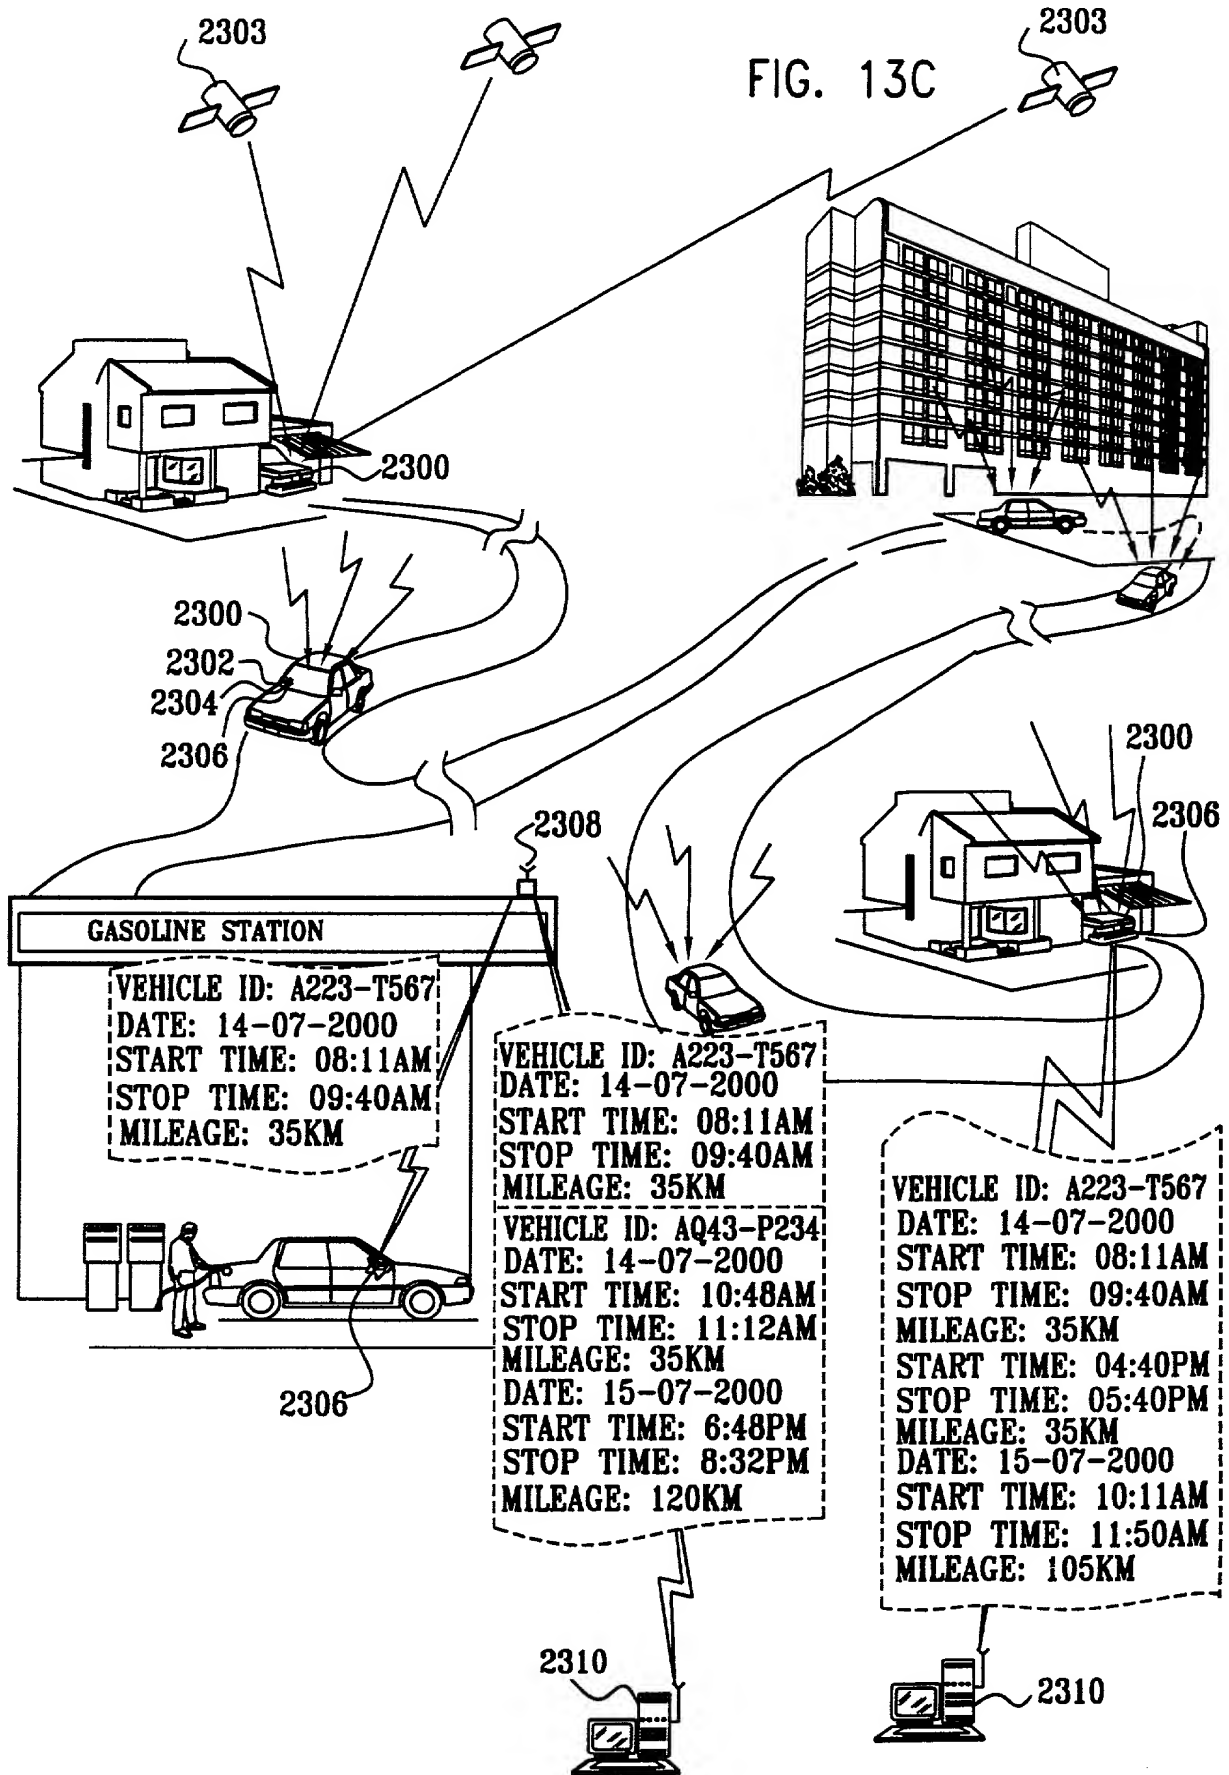 2303
2303
FIG. 13C
2300
2300
2302
2304
2306
2300
2306
2308
GASOLINE STATION
VEHICLE ID: A223-T567
DATE: 14-07-2000
START TIME: 08:11AM
STOP TIME: 09:40AM
MILEAGE: 35KM
VEHICLE ID: A223-T567
DATE: 14-07-2000
START TIME: 08:11AM
STOP TIME: 09:40AM
MILEAGE: 35KM
VEHICLE ID: AQ43-P234
DATE: 14-07-2000
START TIME: 10:48AM
STOP TIME: 11:12AM
MILEAGE: 35KM
DATE: 15-07-2000
START TIME: 6:48PM
STOP TIME: 8:32PM
MILEAGE: 120KM
VEHICLE ID: A223-T567
DATE: 14-07-2000
START TIME: 08:11AM
STOP TIME: 09:40AM
MILEAGE: 35KM
START TIME: 04:40PM
STOP TIME: 05:40PM
MILEAGE: 35KM
DATE: 15-07-2000
START TIME: 10:11AM
STOP TIME: 11:50AM
MILEAGE: 105KM
2306
2310
2310